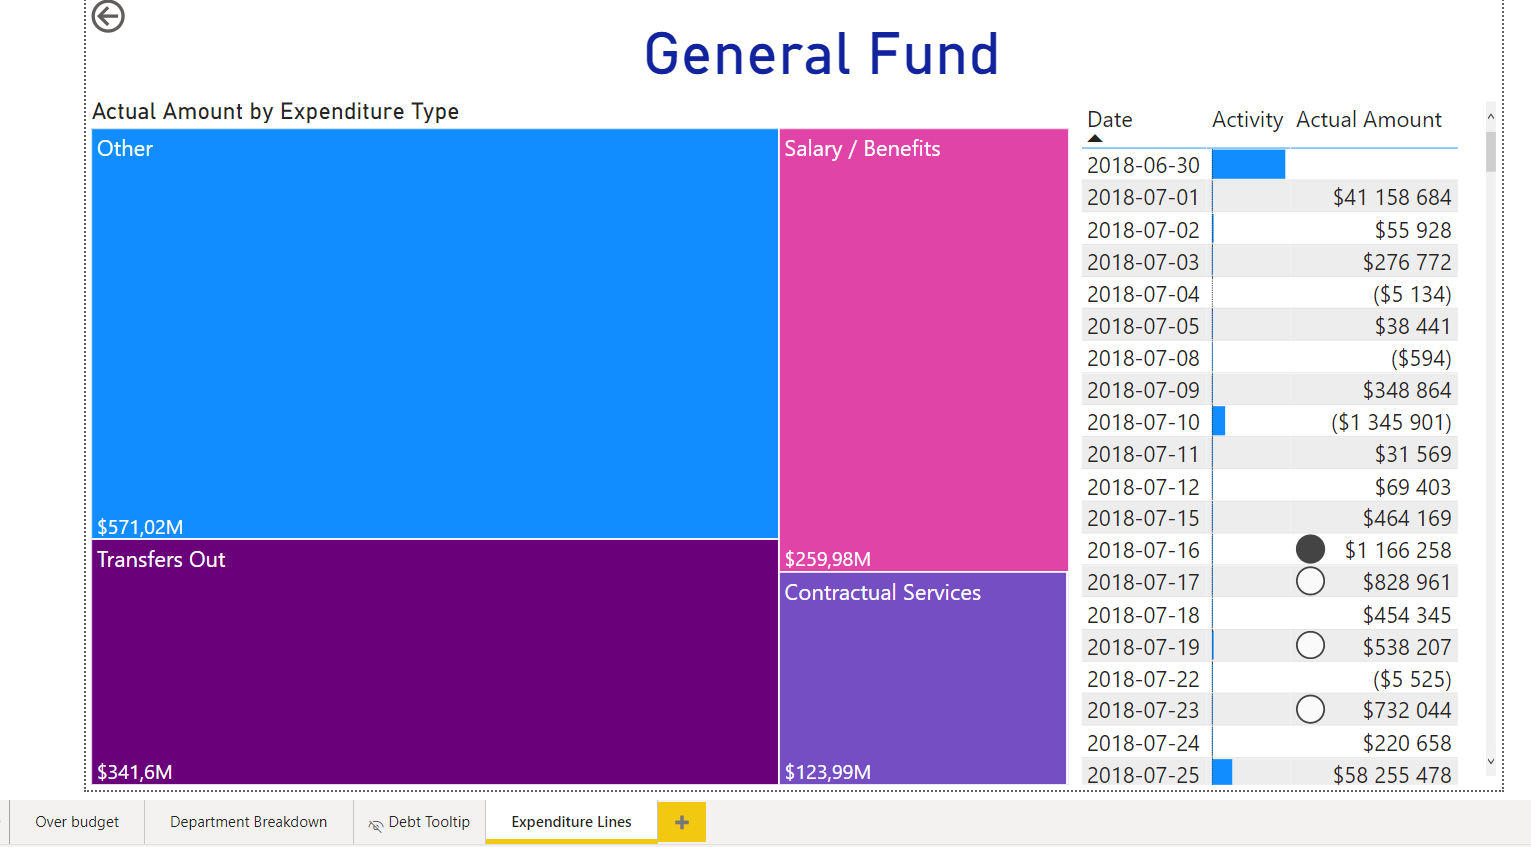 General Fund
Actual Amount by Expenditure Type
Other
$571,02M
Transfers Out
$341,6M
Salary / Benefits
$259,98M
Contractual Services
$123,99M
Date Activity Actual Amount
2018-06-30
2018-07-01 $41 158 684
2018-07-02 $55 928
2018-07-03 $276 772
2018-07-04 ($5 134)
2018-07-05 $38 441
2018-07-08 ($594)
2018-07-09 $348 864
2018-07-10 ($1 345 901)
2018-07-11 $31 569
2018-07-12 $69 403
2018-07-15 $464 169
2018-07-16 $1 166 258
2018-07-17 $828 961
2018-07-18 $454 345
2018-07-19 $538 207
2018-07-22 ($5 525)
2018-07-23 $732 044
2018-07-24 $220 658
2018-07-25 $58 255 478
Over budget Department Breakdown Debt Tooltip Expenditure Lines +